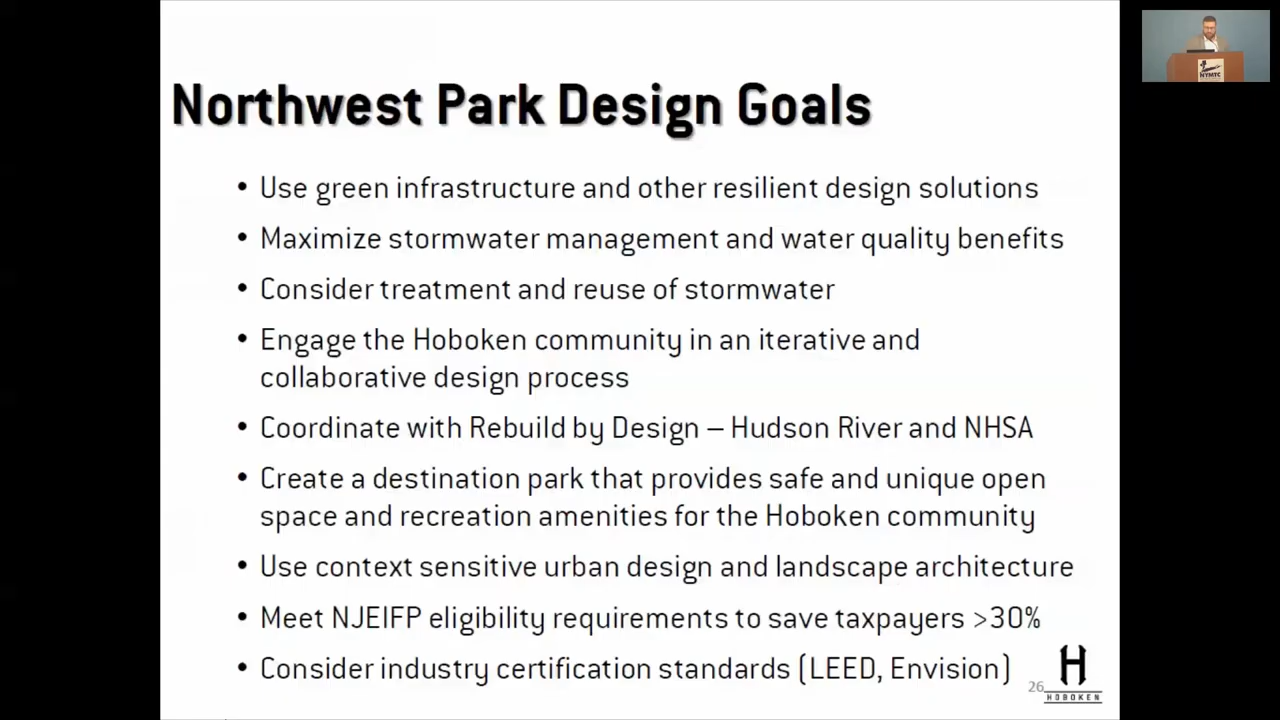 Northwest Park Design Goals
• Use green infrastructure and other resilient design solutions
• Maximize stormwater management and water quality benefits
• Consider treatment and reuse of stormwater
• Engage the Hoboken community in an iterative and
collaborative design process
• Coordinate with Rebuild by Design – Hudson River and NHSA
• Create a destination park that provides safe and unique open
space and recreation amenities for the Hoboken community
• Use context sensitive urban design and landscape architecture
• Meet NJEIFP eligibility requirements to save taxpayers >30%
• Consider industry certification standards (LEED, Envision)
26
H
HOBOKEN
NYMTC